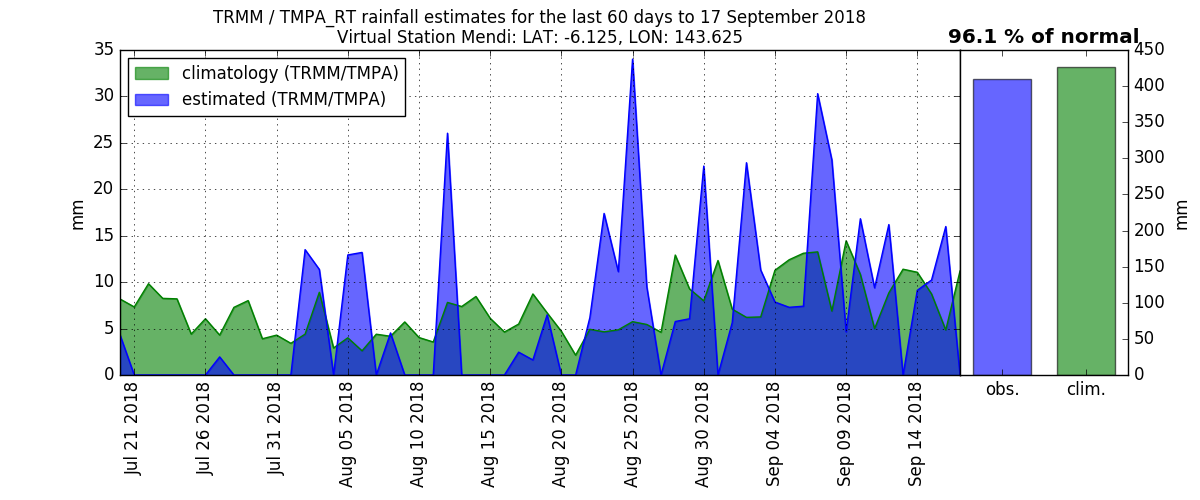 TRMM / TMPA_RT rainfall estimates for the last 60 days to 17 September 2018
Virtual Station Mendi: LAT: -6.125, LON: 143.625
96.1 % of normal
climatology (TRMM/TMPA)
estimated (TRMM/TMPA)
35
30
25
20
15
10
5
0
mm
Jul 21 2018
Jul 26 2018
Jul 31 2018
Aug 05 2018
Aug 10 2018
Aug 15 2018
Aug 20 2018
Aug 25 2018
Aug 30 2018
Sep 04 2018
Sep 09 2018
Sep 14 2018
450
400
350
300
250
200
150
100
50
0
mm
obs.
clim.